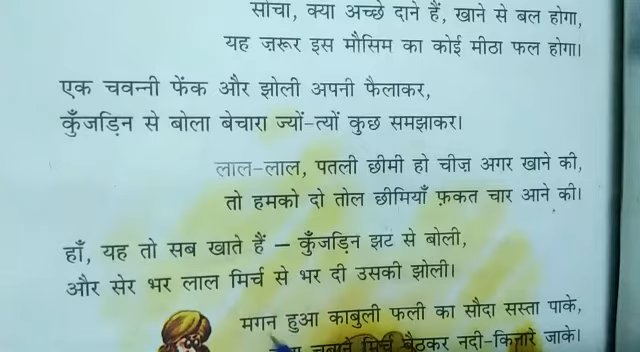 सोचा, क्या अच्छे दाने हैं, खाने से बल होगा,
यह ज़रूर इस मौसिम का कोई मीठा फल होगा।
एक चवन्नी फेंक और झोली अपनी फैलाकर,
कुँजड़िन से बोला बेचारा ज्यों-त्यों कुछ समझाकर।
लाल-लाल, पतली छीमी हो चीज़ अगर खाने की,
तो हमको दो तोल छीमियाँ फ़कत चार आने की।
हाँ, यह तो सब खाते हैं – कुँजड़िन झट से बोली,
और सेर भर लाल मिर्च से भर दी उसकी झोली।
मगन हुआ काबुली फली का सौदा सस्ता पाके,
चबाने मिर्च बैठकर नदी-किनारे जाके।